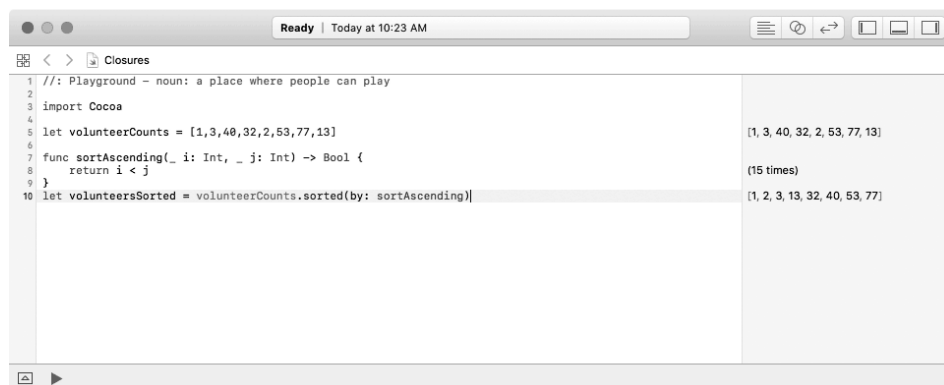 Ready | Today at 10:23 AM
Closures
1 //: Playground – noun: a place where people can play
2
3 import Cocoa
4
5 let volunteerCounts = [1,3,40,32,2,53,77,13] [1, 3, 40, 32, 2, 53, 77, 13]
6
7 func sortAscending(_ i: Int, _ j: Int) -> Bool {
8 return i < j (15 times)
9 }
10 let volunteersSorted = volunteerCounts.sorted(by: sortAscending) [1, 2, 3, 13, 32, 40, 53, 77]